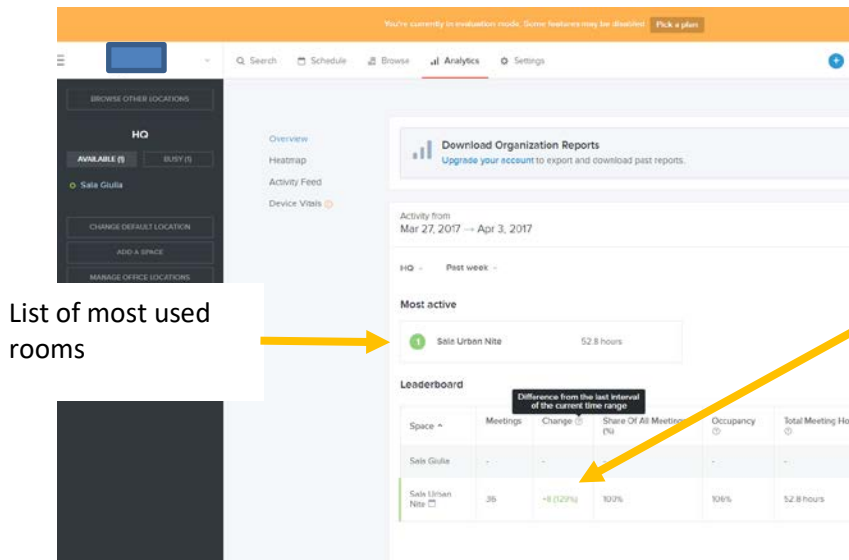 You're currently in evaluation mode. Some features may be disabled Pick a plan
Search Schedule Browse Analytics Settings
BROWSE OTHER LOCATIONS
HQ
AVAILABLE (1) BUSY (1)
Sala Giulia
CHANGE DEFAULT LOCATION
ADD A SPACE
MANAGE OFFICE LOCATIONS
List of most used
rooms
Overview
Heatmap
Activity Feed
Device Vitals
Download Organization Reports
Upgrade your account to export and download past reports.
Activity from
Mar 27, 2017 → Apr 3, 2017
HQ Past week
Most active
1 Sala Urban Nite 52.8 hours
Leaderboard
Difference from the last interval
of the current time range
Space Meetings Change Share Of All Meetings Occupancy Total Meeting Ho
(%)
Sala Giulia - - - - -
Sala Urban 36 100% 106% 52.8 hours
Nite